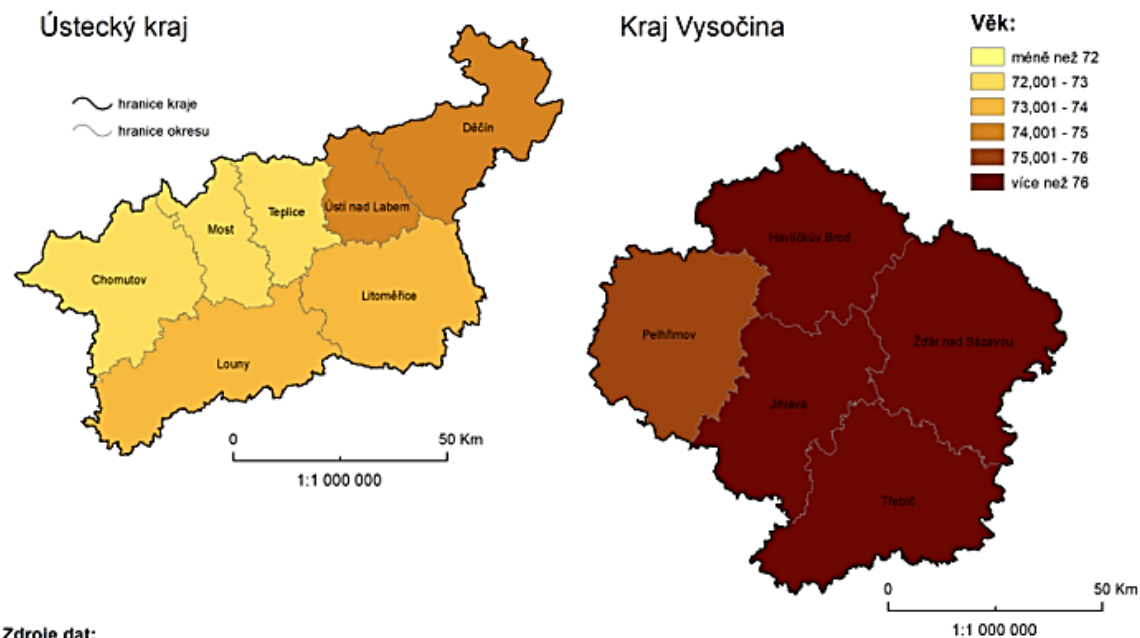 Ústecký kraj
hranice kraje
hranice okresu
Děčín
Ústí nad Labem
Teplice
Most
Chomutov
Litoměřice
Louny
0 50 Km
1:1 000 000
Kraj Vysočina
Věk:
méně než 72
72,001 - 73
73,001 - 74
74,001 - 75
75,001 - 76
více než 76
Havlíčkův Brod
Pelhřimov
Žďár nad Sázavou
Jihlava
Třebíč
0 50 Km
1:1 000 000
Zdroje dat: